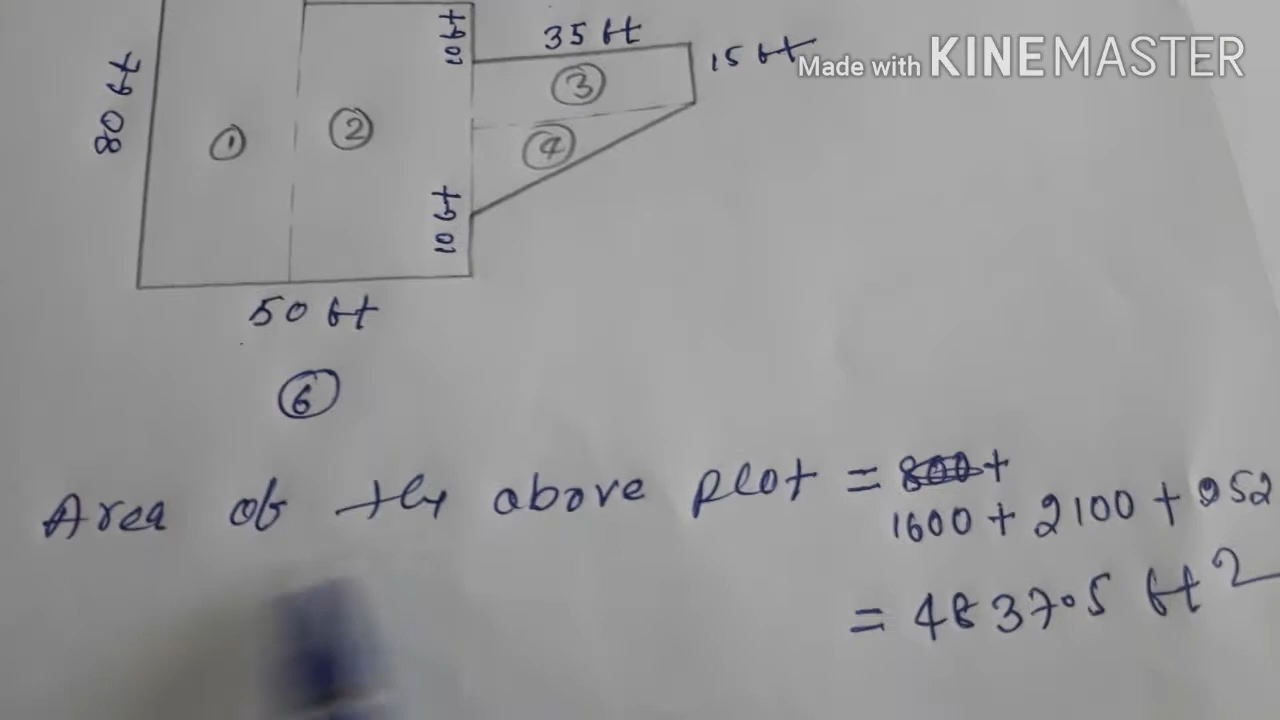 35 ft
15 ft
Made with KINEMASTER
10 ft
80 ft
1
2
3
4
10 ft
50 ft
6
Area of the above plot = 800 +
1600 + 2100 + 252
= 4837.5 ft2